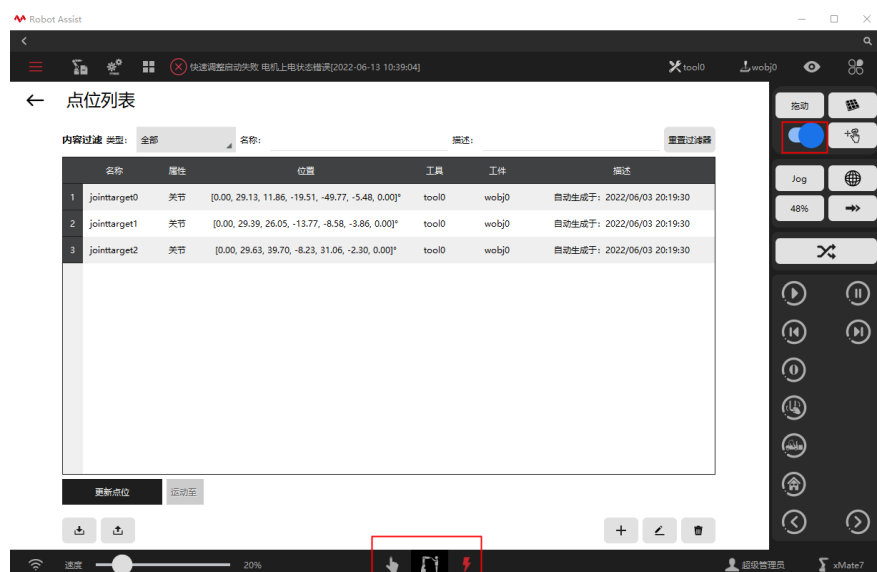 Robot Assist
快速调整启动失败 电机上电状态错误[2022-06-13 10:39:04]
tool0
wobj0
点位列表
拖动
内容过滤 类型: 全部 名称: 描述: 重置过滤器
名称 属性 位置 工具 工件 描述
1 jointtarget0 关节 [0.00, 29.13, 11.86, -19.51, -49.77, -5.48, 0.00]° tool0 wobj0 自动生成于: 2022/06/03 20:19:30
2 jointtarget1 关节 [0.00, 29.39, 26.05, -13.77, -8.58, -3.86, 0.00]° tool0 wobj0 自动生成于: 2022/06/03 20:19:30
3 jointtarget2 关节 [0.00, 29.63, 39.70, -8.23, 31.06, -2.30, 0.00]° tool0 wobj0 自动生成于: 2022/06/03 20:19:30
Jog
48%
更新点位 运动至
速度 20% 超级管理员 xMate7